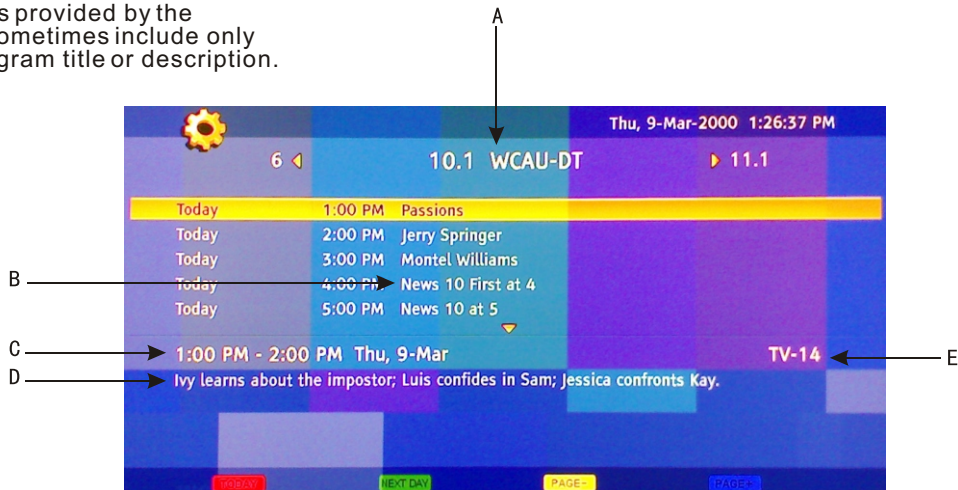 s provided by the
ometimes include only
gram title or description.
A
Thu, 9-Mar-2000 1:26:37 PM
6 10.1 WCAU-DT 11.1
Today 1:00 PM Passions
Today 2:00 PM Jerry Springer
Today 3:00 PM Montel Williams
B
Today 4:00 PM News 10 First at 4
Today 5:00 PM News 10 at 5
C
1:00 PM - 2:00 PM Thu, 9-Mar TV-14
E
D
Ivy learns about the impostor; Luis confides in Sam; Jessica confronts Kay.
TODAY NEXT DAY PAGE- PAGE+